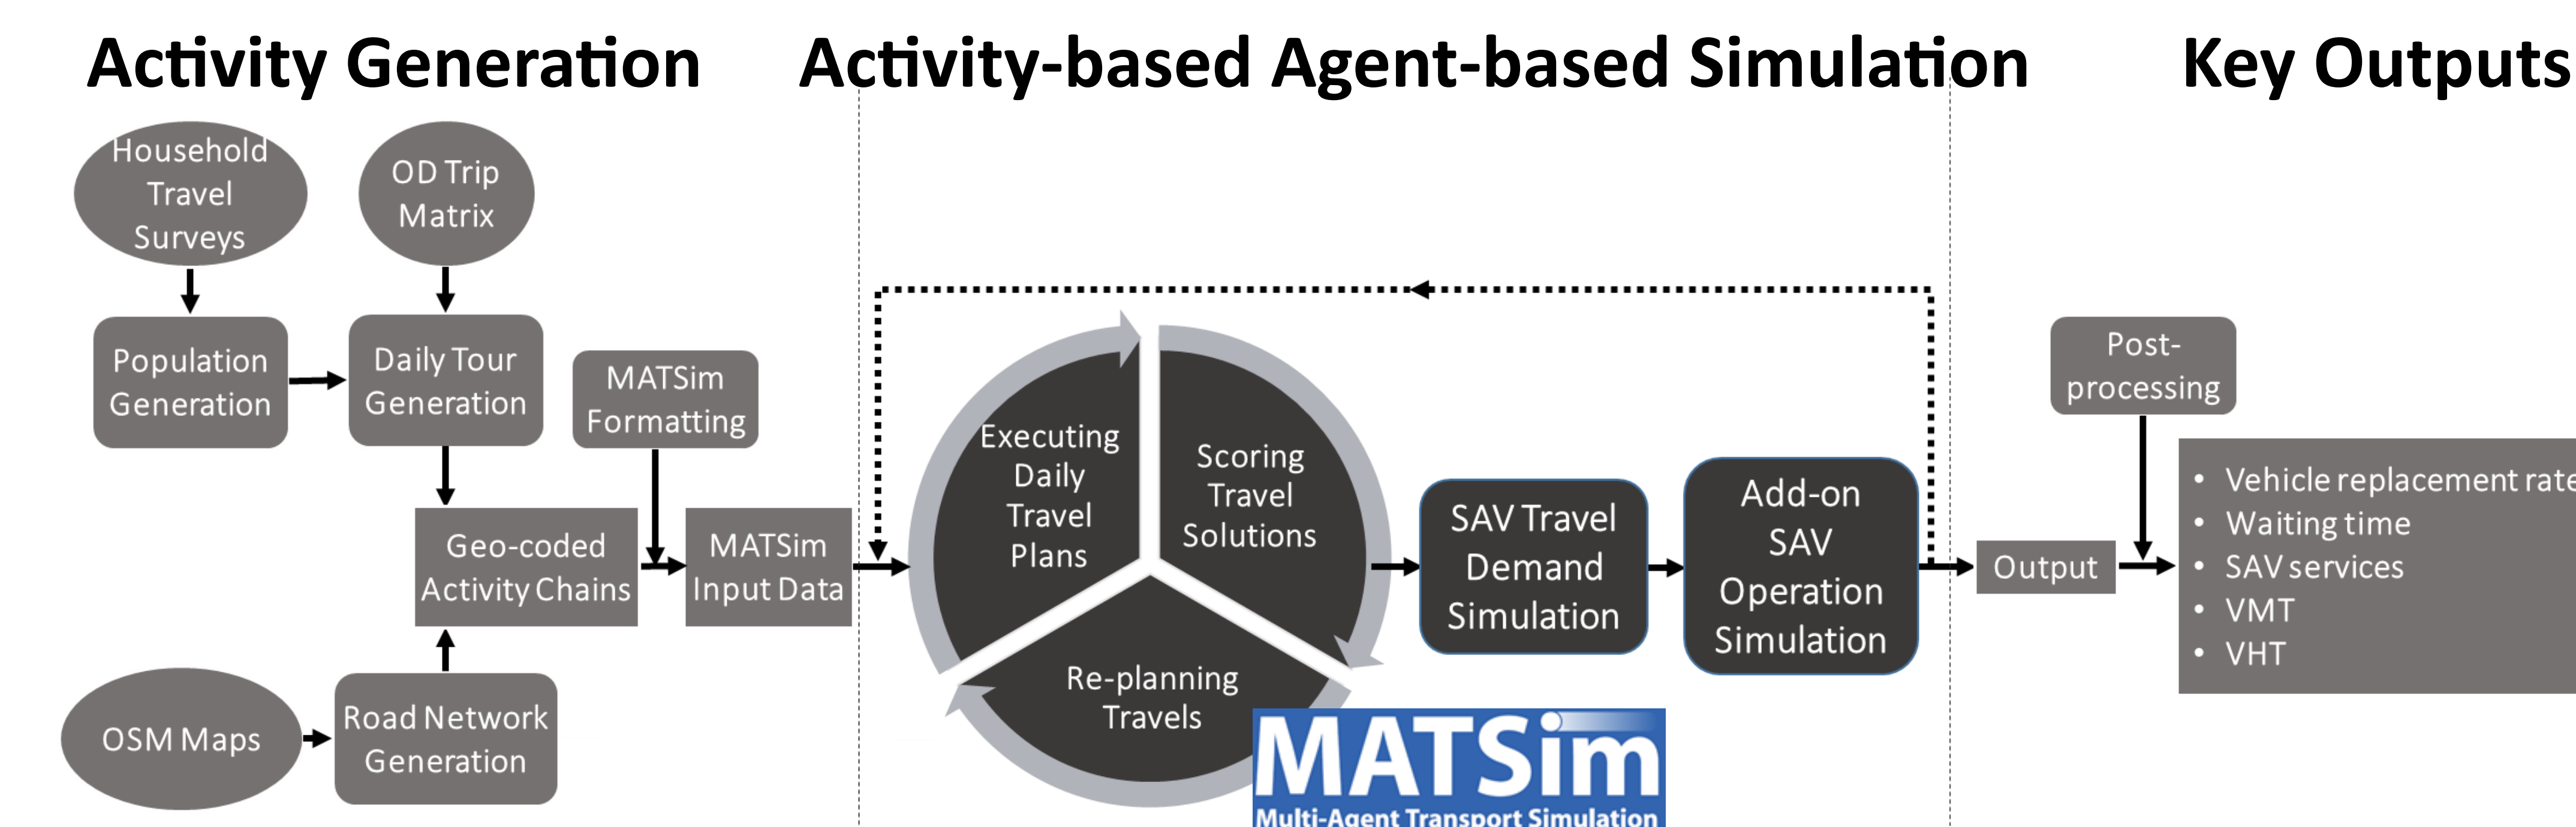 Activity Generation
Activity-based Agent-based Simulation
Key Outputs
Household
Travel
Surveys
OD Trip
Matrix
Population
Generation
Daily Tour
Generation
MATSim
Formatting
Geo-coded
Activity Chains
MATSim
Input Data
OSM Maps
Road Network
Generation
Executing
Daily
Travel
Plans
Scoring
Travel
Solutions
Re-planning
Travels
MATSim
Multi-Agent Transport Simulation
SAV Travel
Demand
Simulation
Add-on
SAV
Operation
Simulation
Output
Post-
processing
• Vehicle replacement rate
• Waiting time
• SAV services
• VMT
• VHT